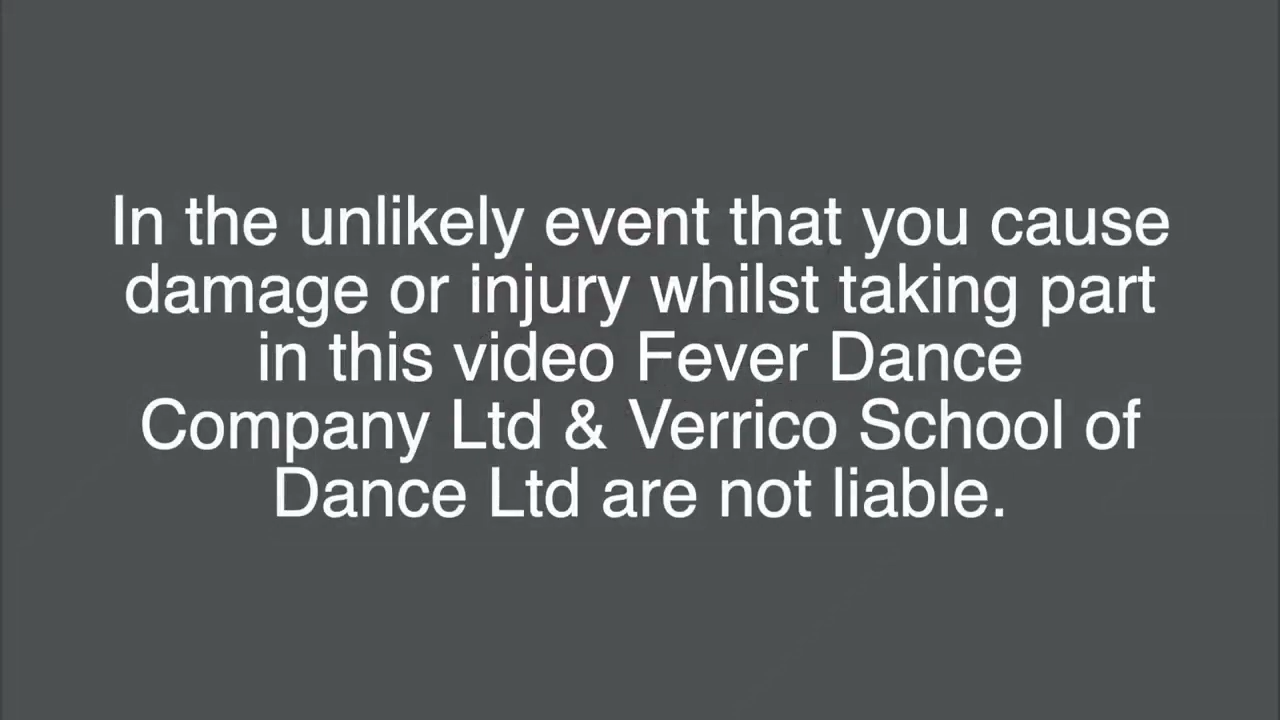 In the unlikely event that you cause
damage or injury whilst taking part
in this video Fever Dance
Company Ltd & Verrico School of
Dance Ltd are not liable.